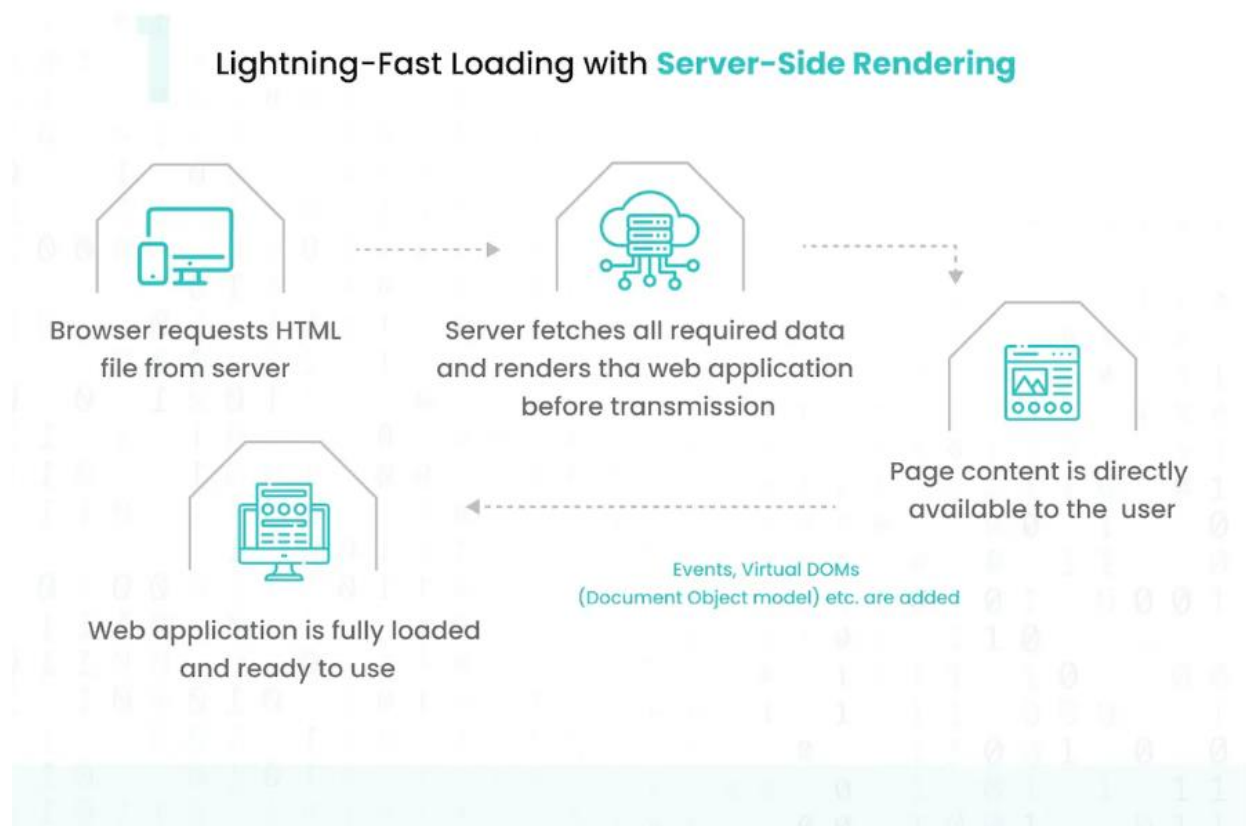 Lightning-Fast Loading with Server-Side Rendering
Browser requests HTML
file from server
Server fetches all required data
and renders tha web application
before transmission
Page content is directly
available to the user
Events, Virtual DOMs
(Document Object model) etc. are added
Web application is fully loaded
and ready to use